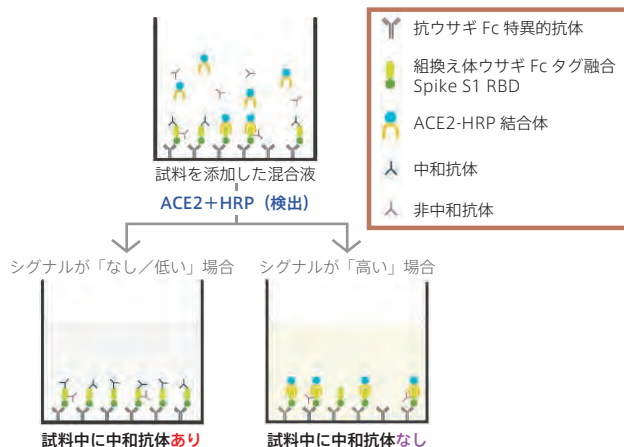 抗ウサギ Fc 特異的抗体
組換え体ウサギ Fc タグ融合
Spike S1 RBD
ACE2-HRP 結合体
中和抗体
非中和抗体
試料を添加した混合液
ACE2+HRP（検出）
シグナルが「なし／低い」場合
シグナルが「高い」場合
試料中に中和抗体あり
試料中に中和抗体なし